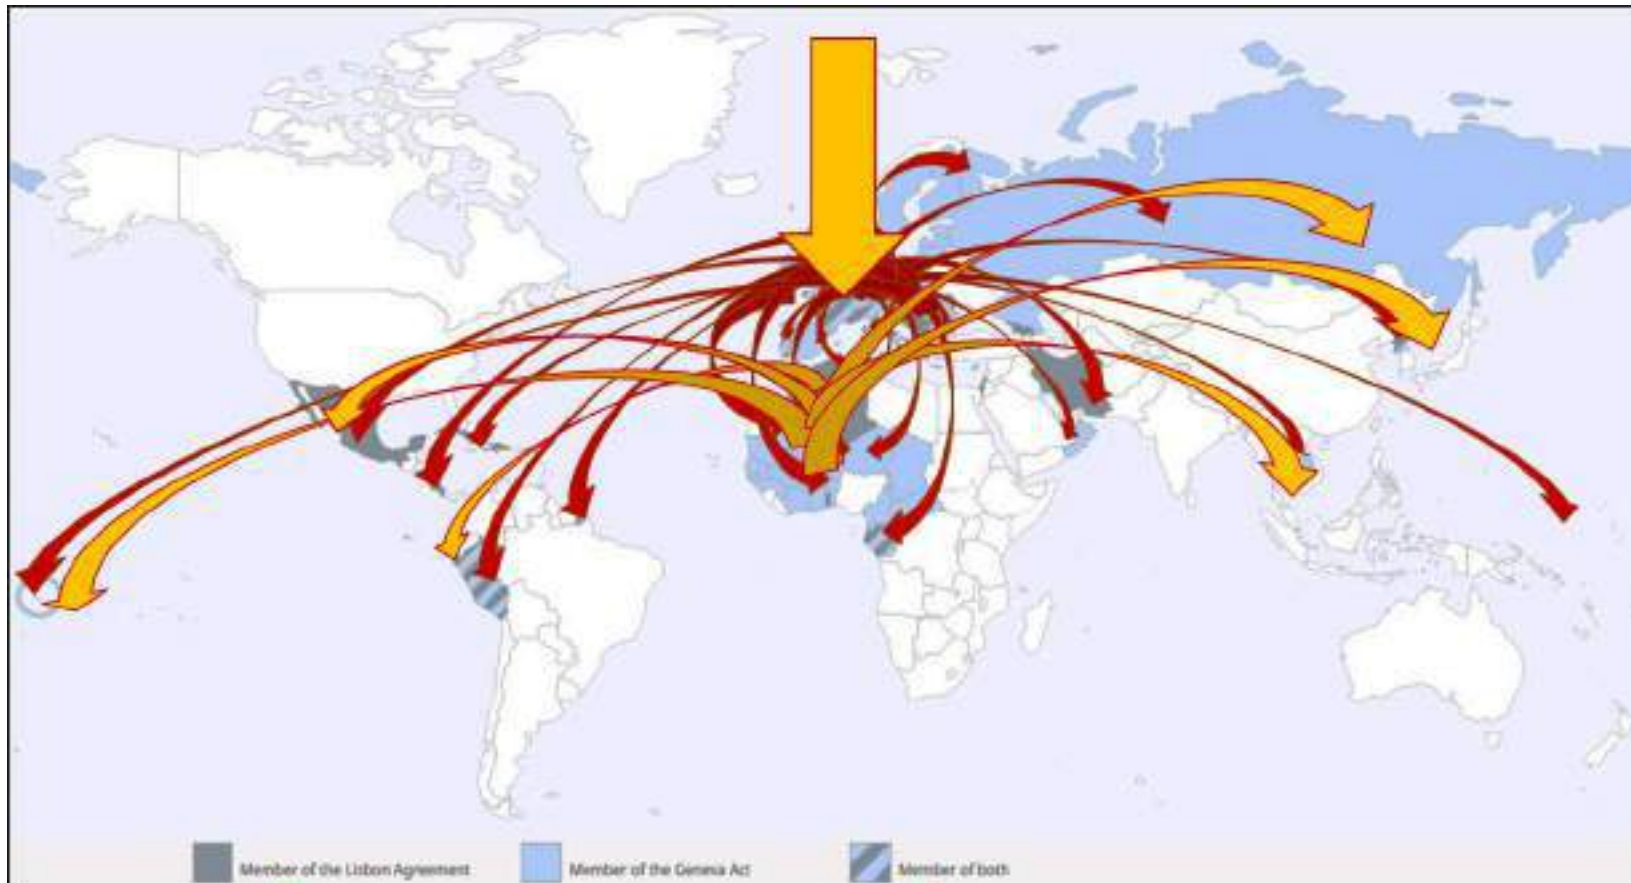 Member of the Lisbon Agreement
Member of the Geneva Act
Member of both